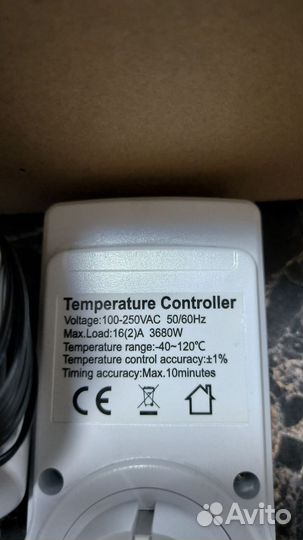 Temperature Controller
Voltage:100-250VAC 50/60Hz
Max.Load:16(2)A 3680W
Temperature range:-40~120℃
Temperature control accuracy:±1%
Timing accuracy:Max.10minutes
CE
Avito